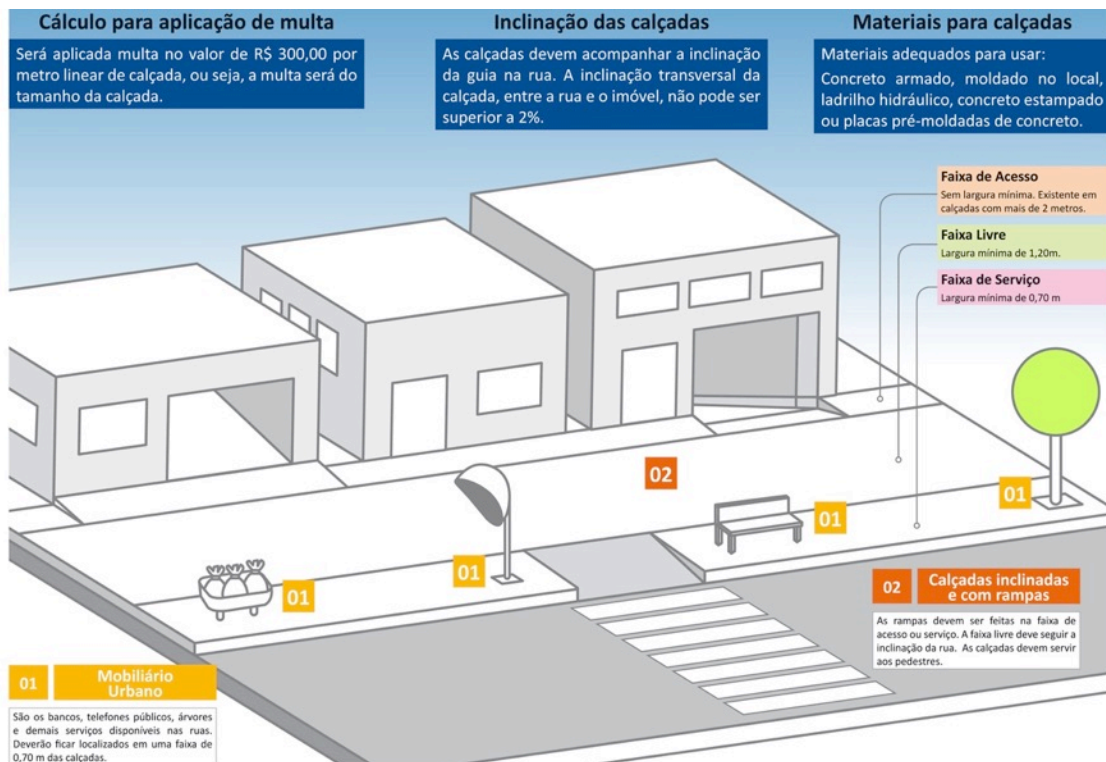 Cálculo para aplicação de multa
Será aplicada multa no valor de R$ 300,00 por
metro linear de calçada, ou seja, a multa será do
tamanho da calçada.
Inclinação das calçadas
As calçadas devem acompanhar a inclinação
da guia na rua. A inclinação transversal da
calçada, entre a rua e o imóvel, não pode ser
superior a 2%.
Materiais para calçadas
Materiais adequados para usar:
Concreto armado, moldado no local,
ladrilho hidráulico, concreto estampado
ou placas pré-moldadas de concreto.
Faixa de Acesso
Sem largura mínima. Existente em
calçadas com mais de 2 metros.
Faixa Livre
Largura mínima de 1,20m.
Faixa de Serviço
Largura mínima de 0,70 m
02
01
01
01
01
02 Calçadas inclinadas
e com rampas
As rampas devem ser feitas na faixa de
acesso ou serviço. A faixa livre deve seguir a
inclinação da rua. As calçadas devem servir
aos pedestres.
01 Mobiliário
Urbano
São os bancos, telefones públicos, árvores
e demais serviços disponíveis nas ruas.
Deverão ficar localizados em uma faixa de
0,70 m das calçadas.